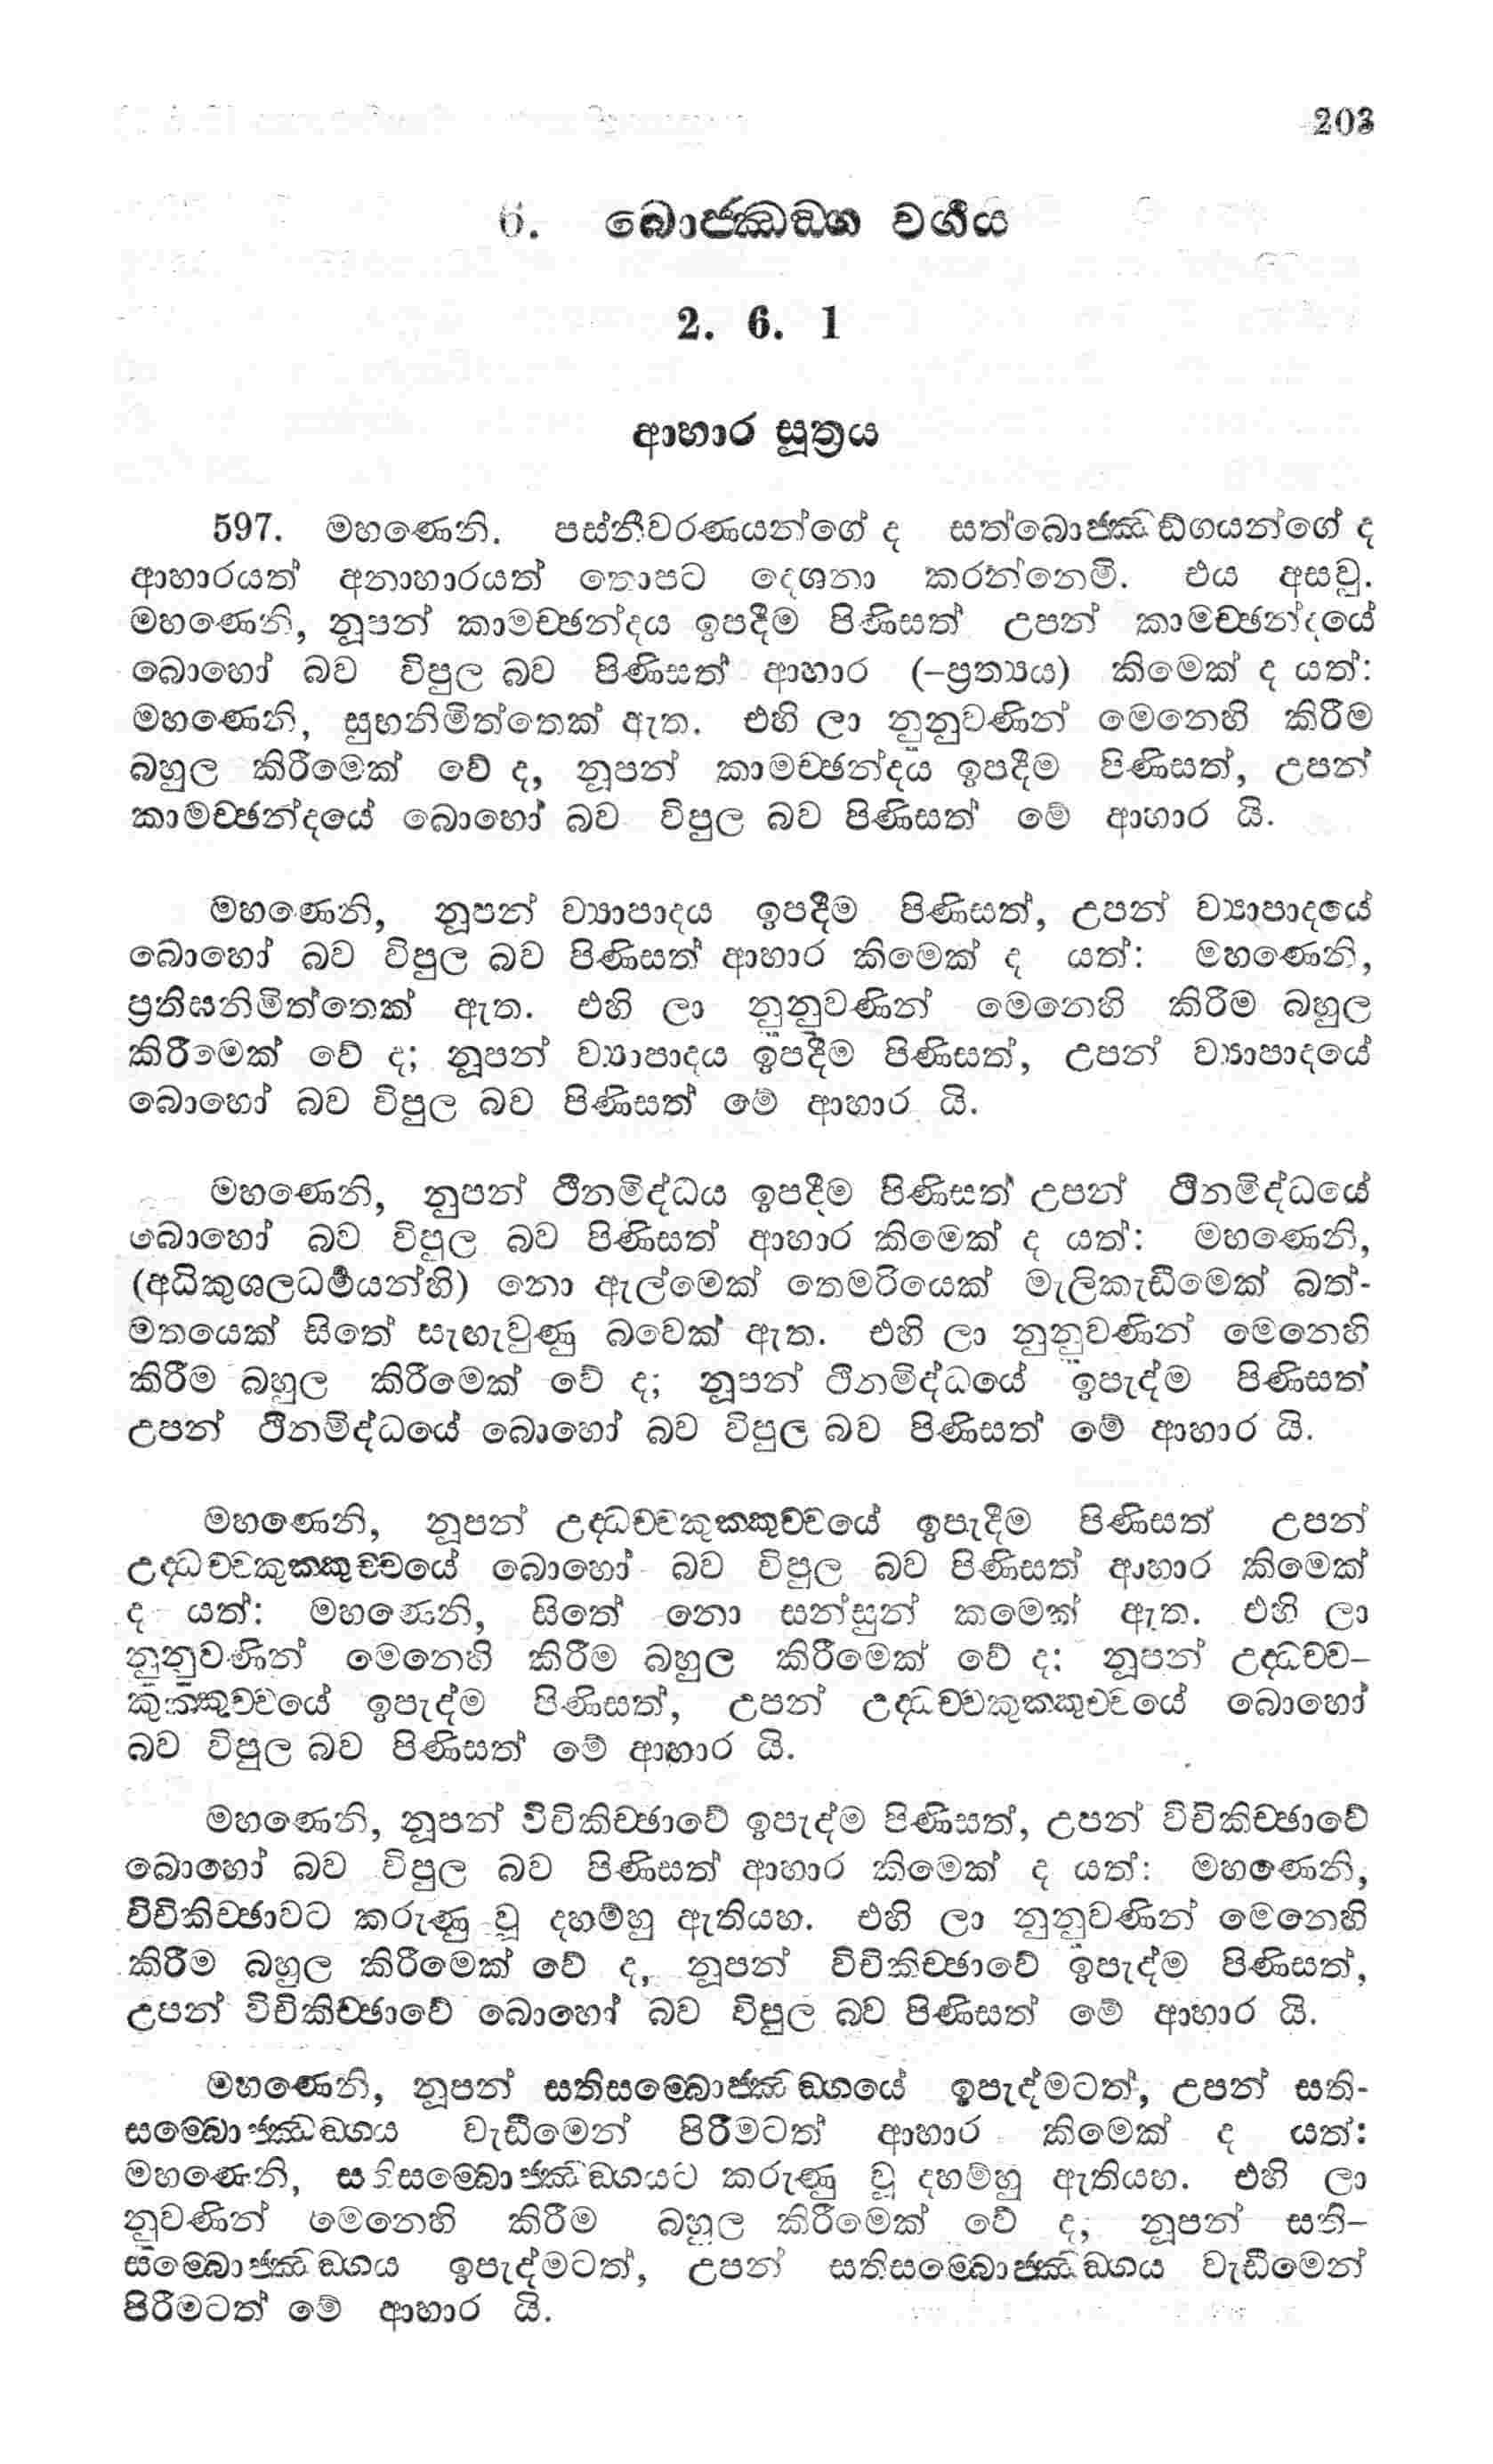 203
6. බොජ්ඣඞ්ග වර්‍ගය
2. 6. 1
ආහාර සූත්‍රය
597. මහණෙනි. පස්නීවරණයන්ගේ ද සත්බොජ්ඣඞ්ගයන්ගේ ද
ආහාරයත් අනාහාරයත් තොපට දෙශනා කරන්නෙමි. එය අසවු.
මහණෙනි, නූපන් කාමච්ඡන්දය ඉපදීම පිණිසත් උපන් කාමච්ඡන්දයේ
බොහෝ බව විපුල බව පිණිසත් ආහාර (–ප්‍රත්‍යය) කිමෙක් ද යත්:
මහණෙනි, සුභනිමිත්තෙක් ඇත. එහි ලා නුනුවණින් මෙනෙහි කිරීම
බහුල කිරීමෙක් වේ ද, නූපන් කාමච්ඡන්දය ඉපදීම පිණිසත්, උපන්
කාමච්ඡන්දයේ බොහෝ බව විපුල බව පිණිසත් මේ ආහාර යි.
මහණෙනි, නූපන් ව්‍යාපාදය ඉපදීම පිණිසත්, උපන් ව්‍යාපාදයේ
බොහෝ බව විපුල බව පිණිසත් ආහාර කිමෙක් ද යත්: මහණෙනි,
ප්‍රතිඝනිමිත්තෙක් ඇත. එහි ලා නුනුවණින් මෙනෙහි කිරීම බහුල
කිරීමෙක් වේ ද; නූපන් ව්‍යාපාදය ඉපදීම පිණිසත්, උපන් ව්‍යාපාදයේ
බොහෝ බව විපුල බව පිණිසත් මේ ආහාර යි.
මහණෙනි, නුපන් ථීනමිද්ධය ඉපදීම පිණිසත් උපන් ථිනමිද්ධයේ
බොහෝ බව විපුල බව පිණිසත් ආහාර කිමෙක් ද යත්: මහණෙනි,
(අධිකුශලධර්‍මයන්හි) නො ඇල්මෙක් තෙමරියෙක් මැලිකැඩීමෙක් බත්-
මතයෙක් සිතේ සැඟැවුණු බවෙක් ඇත. එහි ලා නුනුවණින් මෙනෙහි
කිරීම බහුල කිරීමෙක් වේ ද; නූපන් ථිනමිද්ධයේ ඉපැද්ම පිණිසත්
උපන් ථිනමිද්ධයේ බොහෝ බව විපුල බව පිණිසත් මේ ආහාර යි.
මහණෙනි, නූපන් උද්ධච්චකුක්කුච්චයේ ඉපැදීම පිණිසත් උපන්
උද්ධච්චකුක්කුච්චයේ බොහෝ බව විපුල බව පිණිසත් ආහාර කිමෙක්
ද යත්: මහණෙනි, සිතේ නො සන්සුන් කමෙක් ඇත. එහි ලා
නුනුවණින් මෙනෙහි කිරීම බහුල කිරීමෙක් වේ ද: නූපන් උද්ධච්ච–
කුක්කුච්චයේ ඉපැද්ම පිණිසත්, උපන් උද්ධච්චකුක්කුච්චයේ බොහෝ
බව විපුල බව පිණිසත් මේ ආහාර යි.
මහණෙනි, නූපන් විචිකිච්ඡාවේ ඉපැද්ම පිණිසත්, උපන් විචිකිච්ඡාවේ
බොහෝ බව විපුල බව පිණිසත් ආහාර කිමෙක් ද යත්: මහණෙනි,
විචිකිච්ඡාවට කරුණු වූ දහම්හු ඇතියහ. එහි ලා නුනුවණින් මෙනෙහි
කිරීම බහුල කිරීමෙක් වේ ද, නූපන් විචිකිච්ඡාවේ ඉපැද්ම පිණිසත්,
උපන් විචිකිච්ඡාවේ බොහෝ බව විපුල බව පිණිසත් මේ ආහාර යි.
මහණෙනි, නූපන් සතිසම්බොජ්ඣඞ්ගයේ ඉපැද්මටත්, උපන් සති-
සම්බොජ්ඣඞ්ගය වැඩීමෙන් පිරීමටත් ආහාර කිමෙක් ද යත්:
මහණෙනි, සතිසම්බොජ්ඣඞ්ගයට කරුණු වූ දහම්හු ඇතියහ. එහි ලා
නුවණින් මෙනෙහි කිරීම බහුල කිරීමෙක් වේ ද; නූපන් සති–
සම්බොජ්ඣඞ්ගය ඉපැද්මටත්, උපන් සතිසම්බොජ්ඣඞ්ගය වැඩීමෙන්
පිරීමටත් මේ ආහාර යි.